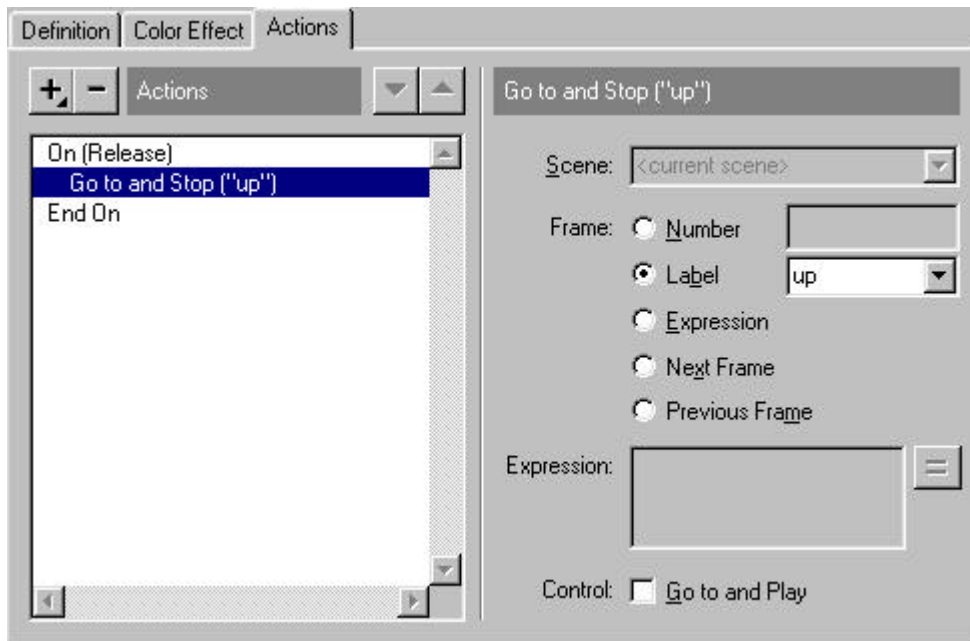 Definition Color Effect Actions
+ - Actions
On (Release)
Go to and Stop ("up")
End On
Go to and Stop ("up")
Scene: <current scene>
Frame: Number
Label up
Expression
Next Frame
Previous Frame
Expression: =
Control: Go to and Play